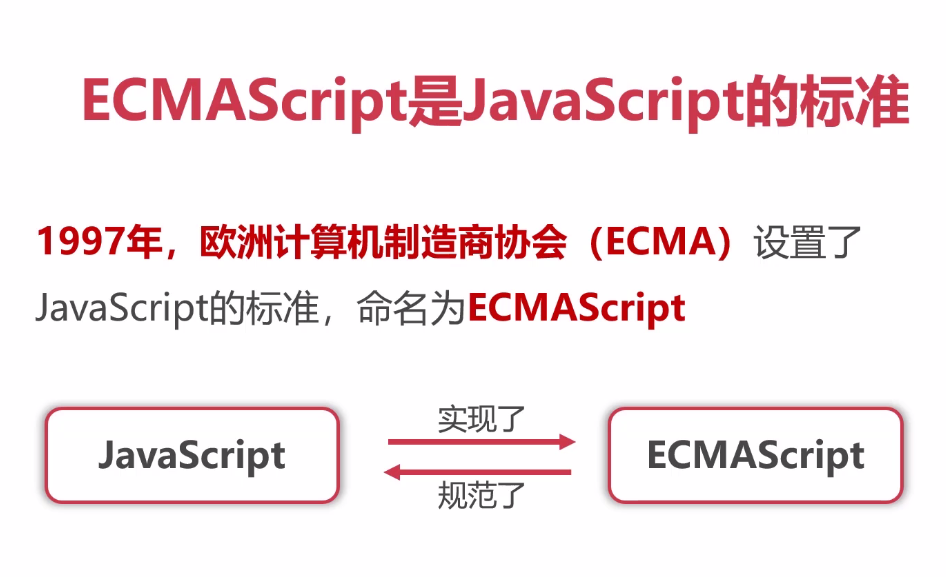 ECMAScript是JavaScript的标准
1997年，欧洲计算机制造商协会（ECMA）设置了
JavaScript的标准，命名为ECMAScript
实现了
JavaScript
ECMAScript
规范了